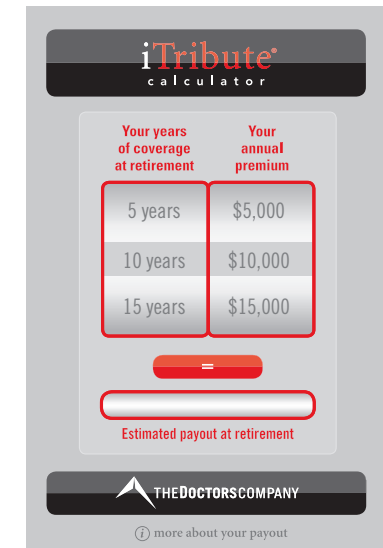 iTribute®
calculator
Your years Your
of coverage annual
at retirement premium
5 years $5,000
10 years $10,000
15 years $15,000
=
Estimated payout at retirement
THEDOCTORSCOMPANY
i more about your payout